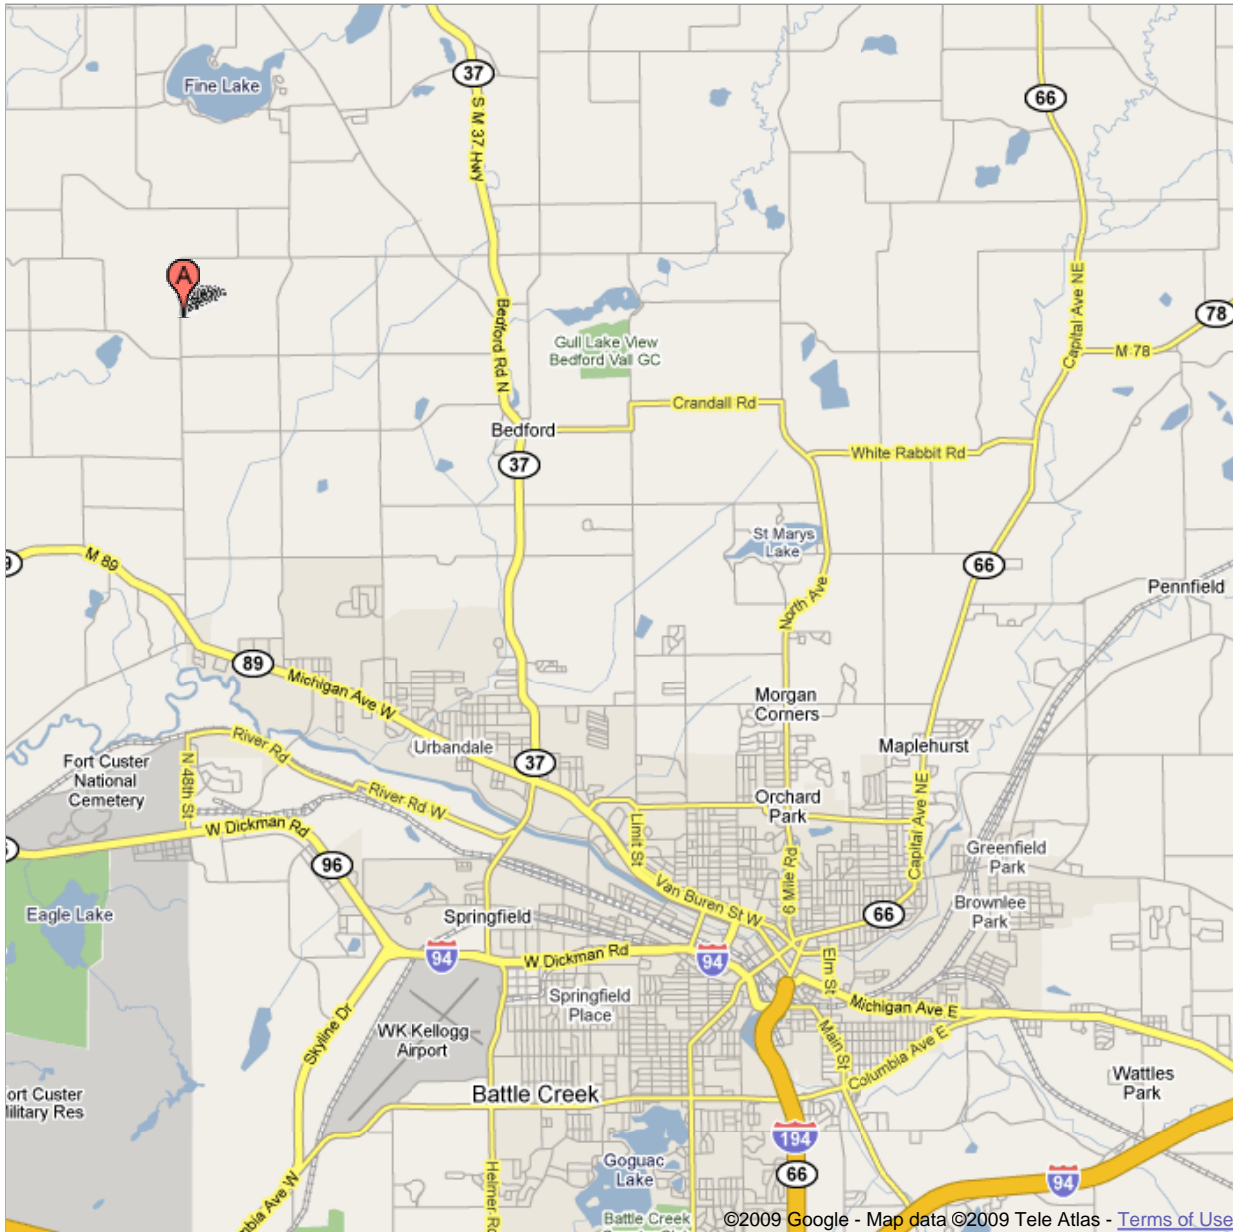 37
66
Fine Lake
S M 37 Hwy
A
Capital Ave NE
78
M 78
Bedford Rd N
Gull Lake View
Bedford Vall GC
Crandall Rd
Bedford
White Rabbit Rd
37
St Marys
Lake
M 89
66
Pennfield
North Ave
89
Michigan Ave W
Morgan
Corners
River Rd
Urbandale
Maplehurst
Fort Custer
National
Cemetery
N 48th St
37
River Rd W
Orchard
Park
Capital Ave NE
W Dickman Rd
Limit St
6 Mile Rd
Greenfield
Park
96
Van Buren St W
Brownlee
Park
Eagle Lake
Springfield
66
94
W Dickman Rd
94
Elm St
Springfield
Place
Michigan Ave E
Skyline Dr
WK Kellogg
Airport
Main St
Columbia Ave E
Battle Creek
Wattles
Park
ort Custer
ilitary Res
194
Goguac
Lake
66
94
Helmer Rd
bia Ave W
Battle Creek
©2009 Google - Map data ©2009 Tele Atlas - Terms of Use